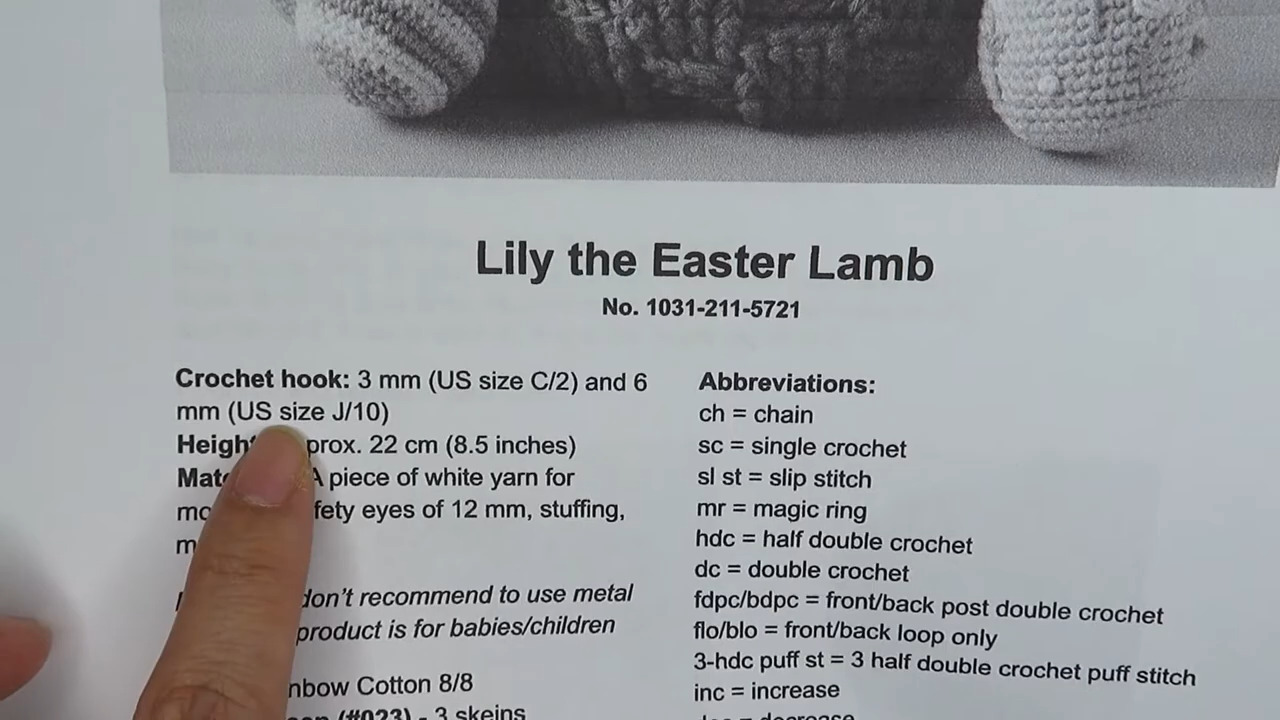 Lily the Easter Lamb
No. 1031-211-5721
Crochet hook: 3 mm (US size C/2) and 6
mm (US size J/10)
prox. 22 cm (8.5 inches)
A piece of white yarn for
fety eyes of 12 mm, stuffing,
don't recommend to use metal
product is for babies/children
nbow Cotton 8/8
(#023) - 3 skeins
Abbreviations:
ch = chain
sc = single crochet
sl st = slip stitch
mr = magic ring
hdc = half double crochet
dc = double crochet
fdpc/bdpc = front/back post double crochet
flo/blo = front/back loop only
3-hdc puff st = 3 half double crochet puff stitch
inc = increase
= decrease